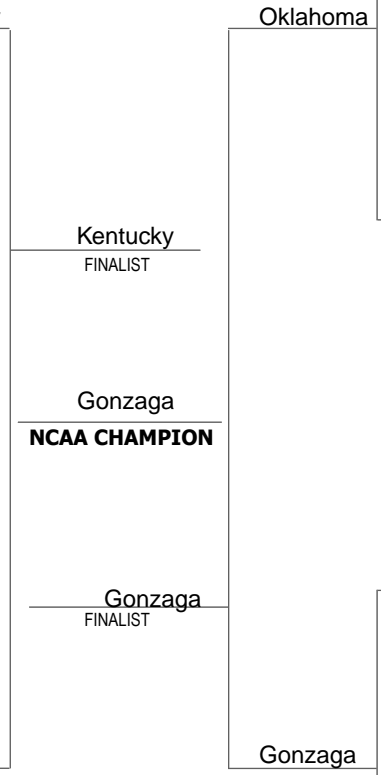 Oklahoma
Kentucky
FINALIST
Gonzaga
NCAA CHAMPION
Gonzaga
FINALIST
Gonzaga